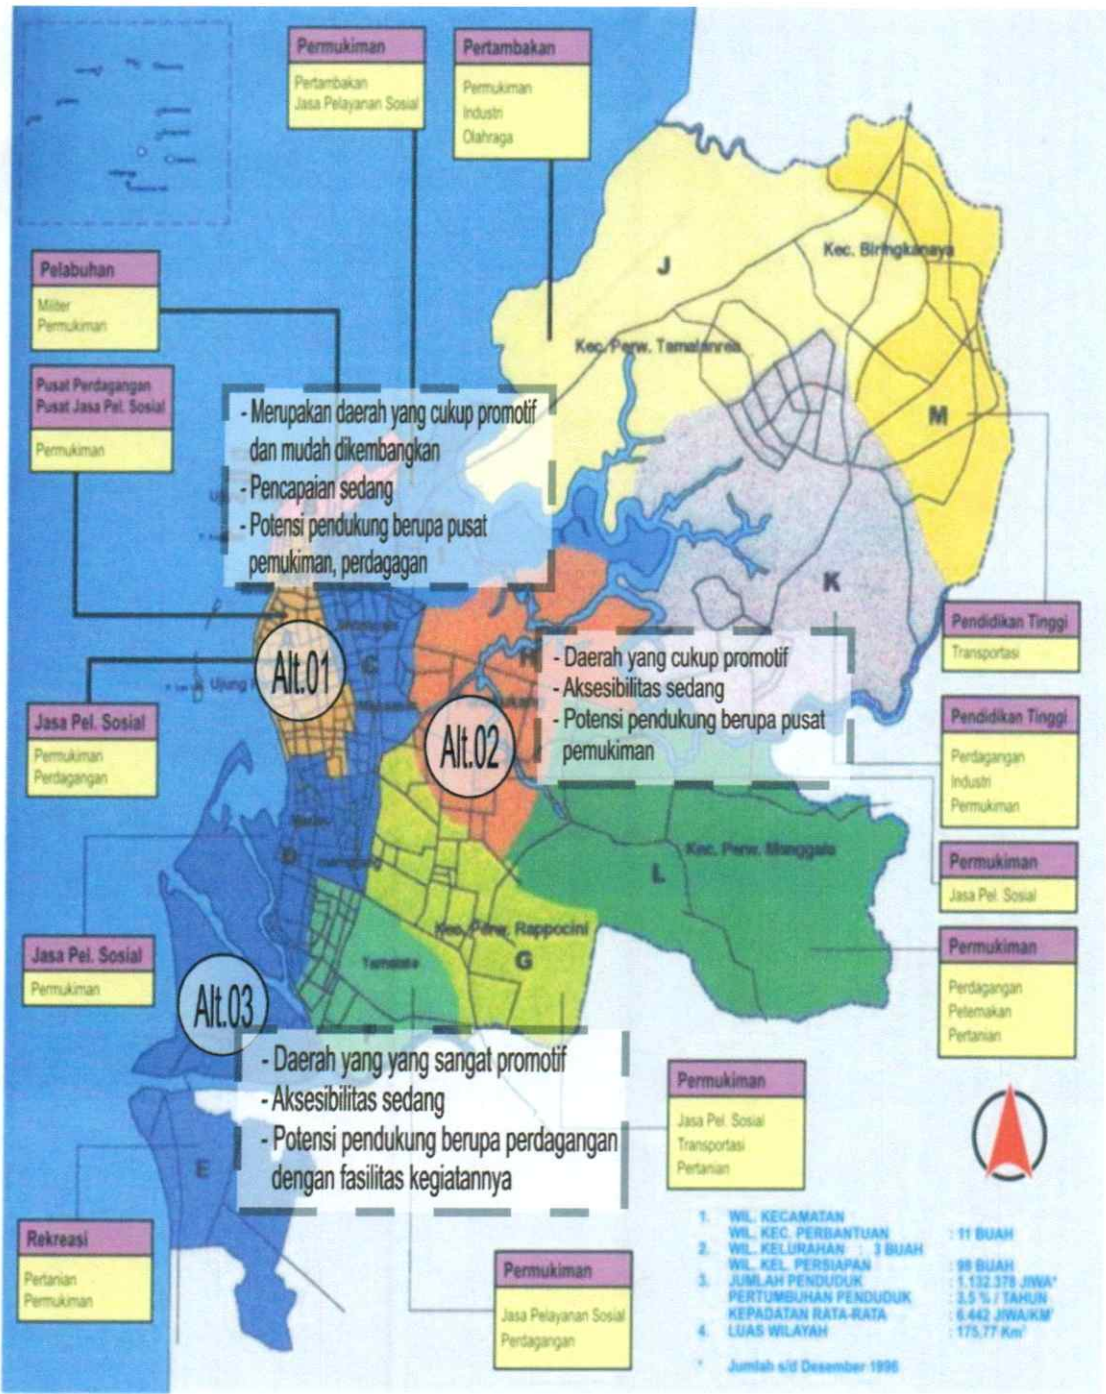 Permukiman
Pertambakan
Jasa Pelayanan Sosial
Pertambakan
Permukiman
Industri
Olahraga
Pelabuhan
Militer
Permukiman
Pusat Perdagangan
Pusat Jasa Pel. Sosial
Permukiman
- Merupakan daerah yang cukup promotif
dan mudah dikembangkan
- Pencapaian sedang
- Potensi pendukung berupa pusat
pemukiman, perdagagan
J
Kec. Biringkanaya
Kec. Perw. Tamalanrea
M
K
Alt.01
C
Ujung
H
Alt.02
- Daerah yang cukup promotif
- Aksesibilitas sedang
- Potensi pendukung berupa pusat
pemukiman
Pendidikan Tinggi
Transportasi
Pendidikan Tinggi
Perdagangan
Industri
Permukiman
Jasa Pel. Sosial
Permukiman
Perdagangan
D
Kec. Perw. Manggala
L
Permukiman
Jasa Pel. Sosial
Kec. Perw. Rappocini
G
Tamalate
Jasa Pel. Sosial
Permukiman
Permukiman
Perdagangan
Peternakan
Pertanian
Alt.03
- Daerah yang yang sangat promotif
- Aksesibilitas sedang
- Potensi pendukung berupa perdagangan
dengan fasilitas kegiatannya
E
Permukiman
Jasa Pel. Sosial
Transportasi
Pertanian
Rekreasi
Pertanian
Permukiman
Permukiman
Jasa Pelayanan Sosial
Perdagangan
1. WIL. KECAMATAN
WIL. KEC. PERBANTUAN : 11 BUAH
2. WIL. KELURAHAN : 3 BUAH
WIL. KEL. PERSIAPAN : 98 BUAH
3. JUMLAH PENDUDUK : 1.132.378 JIWA*
PERTUMBUHAN PENDUDUK : 3,5 % / TAHUN
KEPADATAN RATA-RATA : 6.442 JIWA/KM²
4. LUAS WILAYAH : 175,77 Km²
* Jumlah s/d Desember 1996